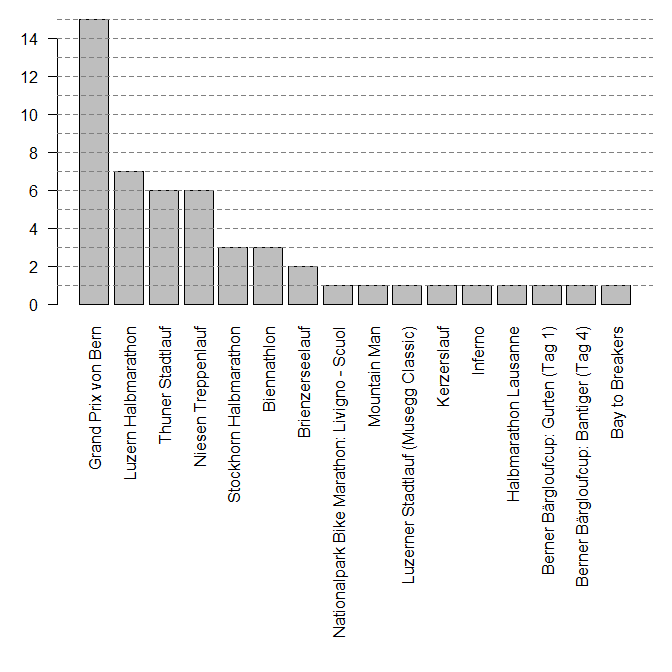 14
12
10
8
6
4
2
0
Grand Prix von Bern
Luzern Halbmarathon
Thuner Stadtlauf
Niesen Treppenlauf
Stockhorn Halbmarathon
Biennathlon
Brienzerseelauf
Nationalpark Bike Marathon: Livigno - Scuol
Mountain Man
Luzerner Stadtlauf (Musegg Classic)
Kerzerslauf
Inferno
Halbmarathon Lausanne
Berner Bärgloufcup: Gurten (Tag 1)
Berner Bärgloufcup: Bantiger (Tag 4)
Bay to Breakers